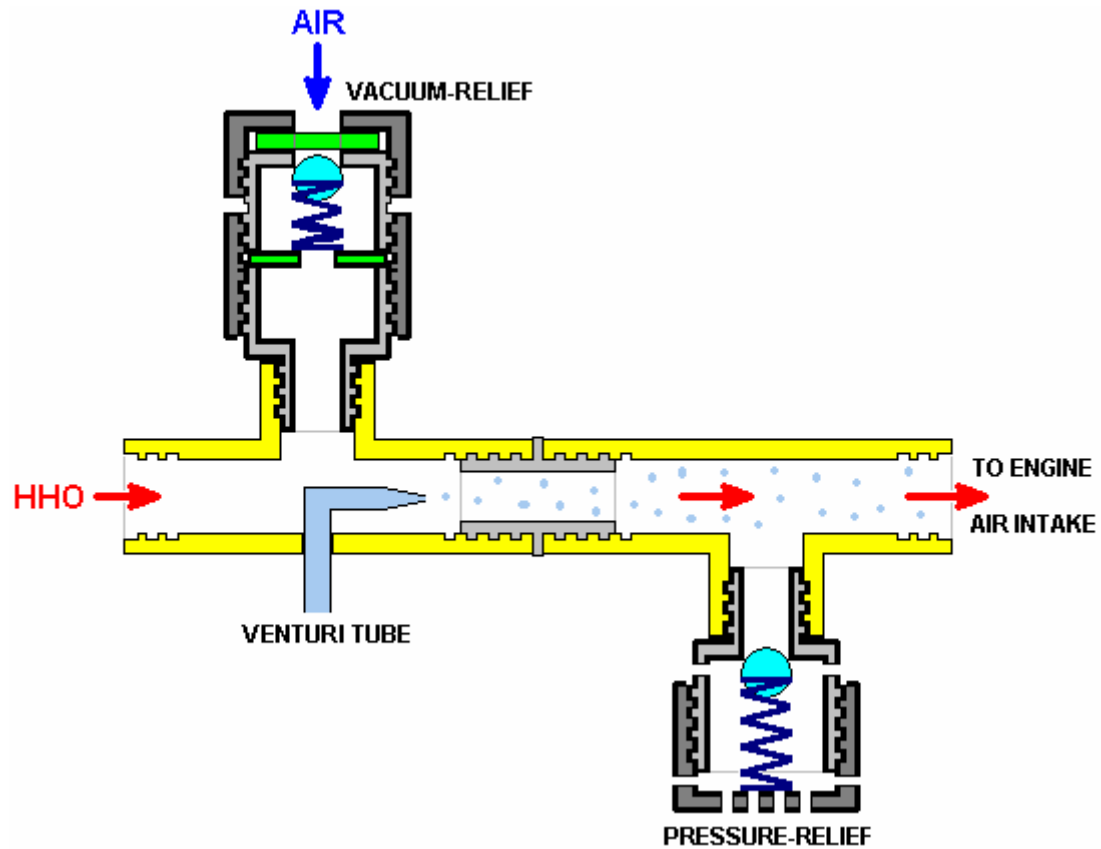 AIR
VACUUM-RELIEF
HHO
TO ENGINE
AIR INTAKE
VENTURI TUBE
PRESSURE-RELIEF